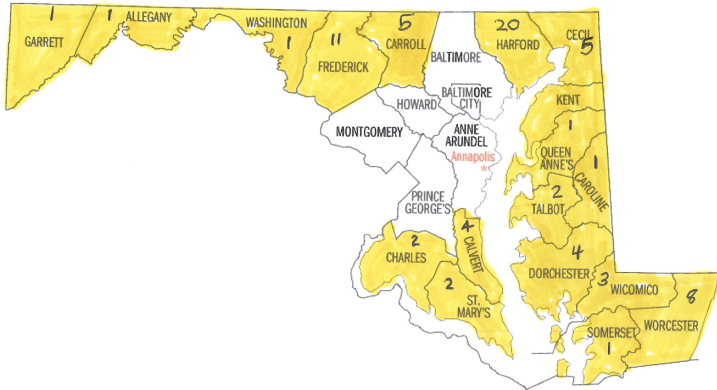 1
GARRETT
1
ALLEGANY
WASHINGTON
1
11
FREDERICK
5
CARROLL
BALTIMORE
20
HARFORD
CECIL
5
BALTIMORE
CITY
HOWARD
MONTGOMERY
ANNE
ARUNDEL
Annapolis
KENT
1
QUEEN
ANNE'S
1
CAROLINE
2
TALBOT
PRINCE
GEORGE'S
4
CALVERT
2
CHARLES
2
ST.
MARY'S
4
DORCHESTER
3
WICOMICO
8
WORCESTER
SOMERSET
1